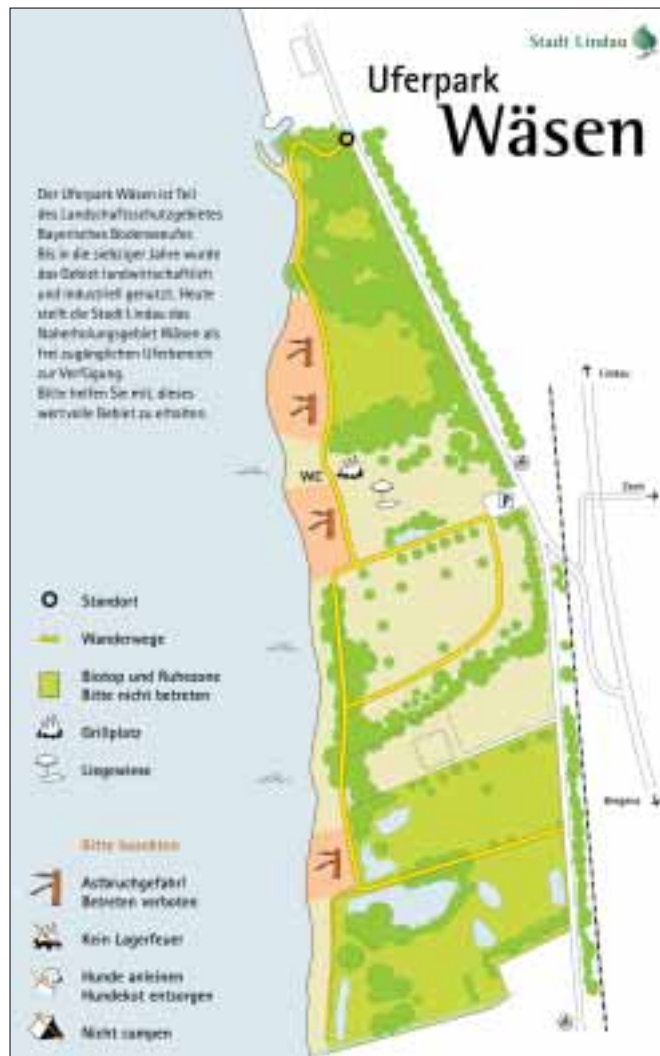 Stadt Lindau
Uferpark
Wäsen
Der Uferpark Wäsen ist Teil
des Landschaftsschutzgebietes
Bayerisches Bodenseeufer.
Bis in die siebziger Jahre wurde
das Gebiet landwirtschaftlich
und industriell genutzt. Heute
stellt die Stadt Lindau das
Naherholungsgebiet Wäsen als
frei zugänglichen Uferbereich
zur Verfügung.
Bitte helfen Sie mit, dieses
wertvolle Gebiet zu erhalten.
Lindau
WC
P
Zech
Bregenz
Standort
Wanderwege
Biotop und Ruhezone
Bitte nicht betreten
Grillplatz
Liegewiese
Bitte beachten
Astbruchgefahr!
Betreten verboten
Kein Lagerfeuer
Hunde anleinen
Hundekot entsorgen
Nicht campen